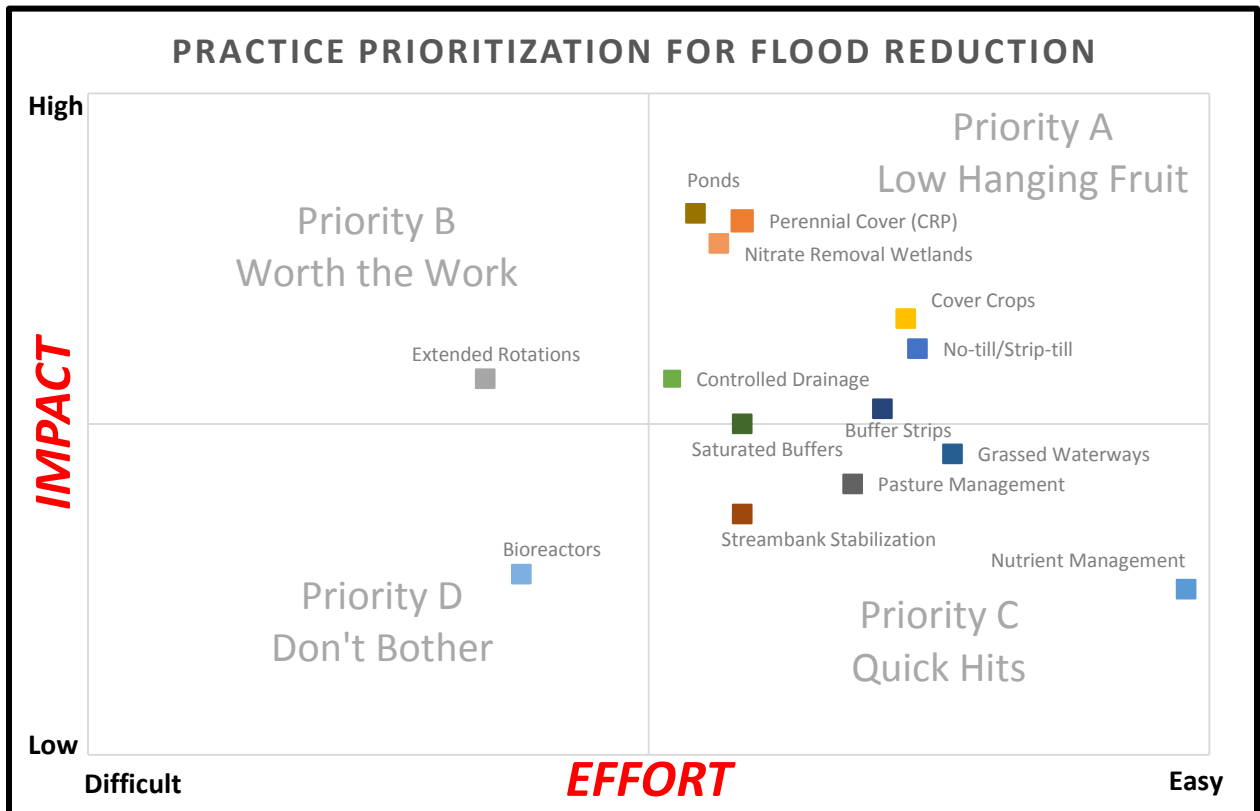 PRACTICE PRIORITIZATION FOR FLOOD REDUCTION
High
Priority A
Low Hanging Fruit
Ponds
Perennial Cover (CRP)
Nitrate Removal Wetlands
Priority B
Worth the Work
Cover Crops
No-till/Strip-till
Extended Rotations
Controlled Drainage
Buffer Strips
Saturated Buffers
Grassed Waterways
Pasture Management
Streambank Stabilization
Bioreactors
Nutrient Management
Priority D
Don't Bother
Priority C
Quick Hits
IMPACT
Low
Difficult
EFFORT
Easy